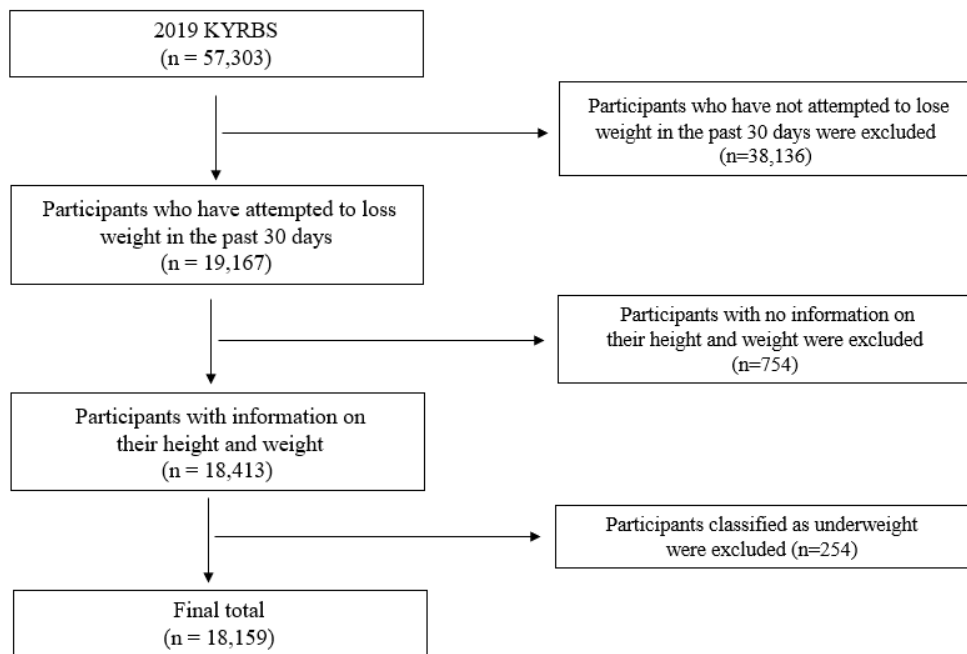 2019 KYRBS
(n = 57,303)
Participants who have not attempted to lose
weight in the past 30 days were excluded
(n=38,136)
Participants who have attempted to loss
weight in the past 30 days
(n = 19,167)
Participants with no information on
their height and weight were excluded
(n=754)
Participants with information on
their height and weight
(n = 18,413)
Participants classified as underweight
were excluded (n=254)
Final total
(n = 18,159)